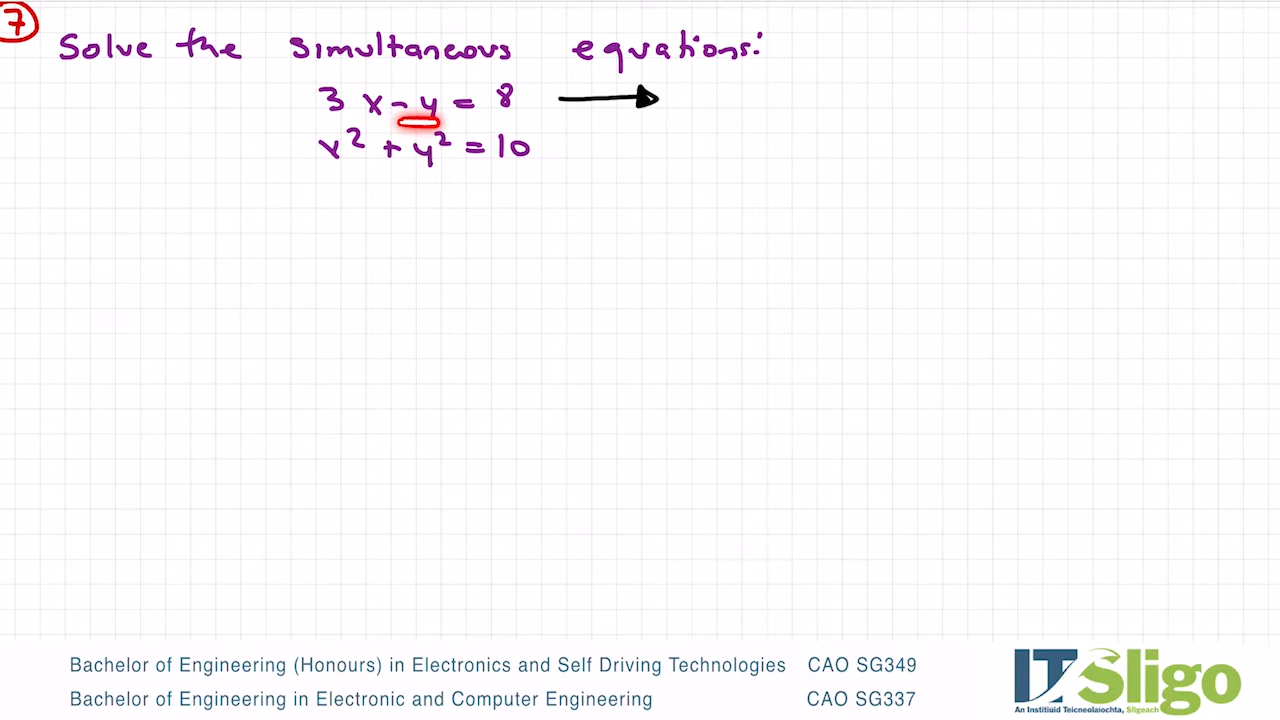 7
Solve the simultaneous equations:
3x - y = 8
x² + y² = 10
Bachelor of Engineering (Honours) in Electronics and Self Driving Technologies CAO SG349
Bachelor of Engineering in Electronic and Computer Engineering CAO SG337
IT Sligo
An Institiúid Teicneolaíochta, Sligeach